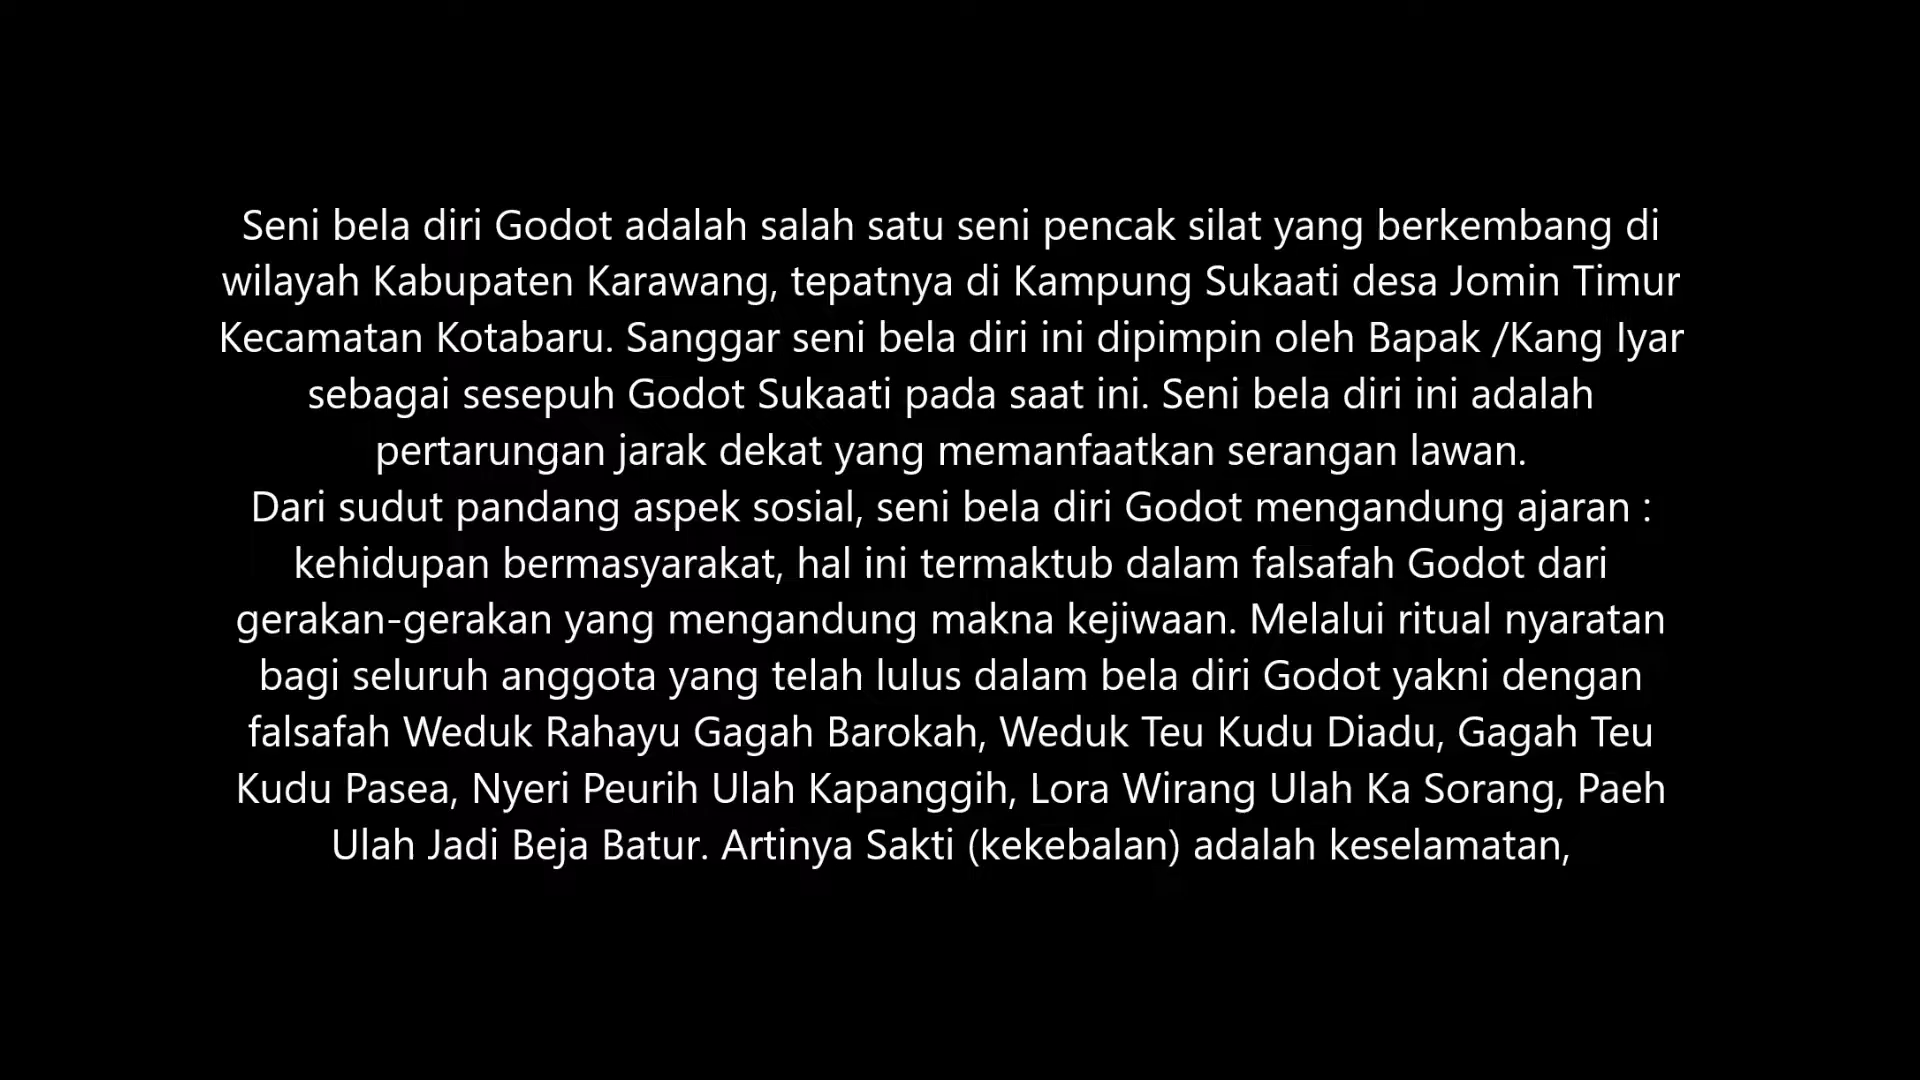 Seni bela diri Godot adalah salah satu seni pencak silat yang berkembang di
wilayah Kabupaten Karawang, tepatnya di Kampung Sukaati desa Jomin Timur
Kecamatan Kotabaru. Sanggar seni bela diri ini dipimpin oleh Bapak /Kang Iyar
sebagai sesepuh Godot Sukaati pada saat ini. Seni bela diri ini adalah
pertarungan jarak dekat yang memanfaatkan serangan lawan.
Dari sudut pandang aspek sosial, seni bela diri Godot mengandung ajaran :
kehidupan bermasyarakat, hal ini termaktub dalam falsafah Godot dari
gerakan-gerakan yang mengandung makna kejiwaan. Melalui ritual nyaratan
bagi seluruh anggota yang telah lulus dalam bela diri Godot yakni dengan
falsafah Weduk Rahayu Gagah Barokah, Weduk Teu Kudu Diadu, Gagah Teu
Kudu Pasea, Nyeri Peurih Ulah Kapanggih, Lora Wirang Ulah Ka Sorang, Paeh
Ulah Jadi Beja Batur. Artinya Sakti (kekebalan) adalah keselamatan,